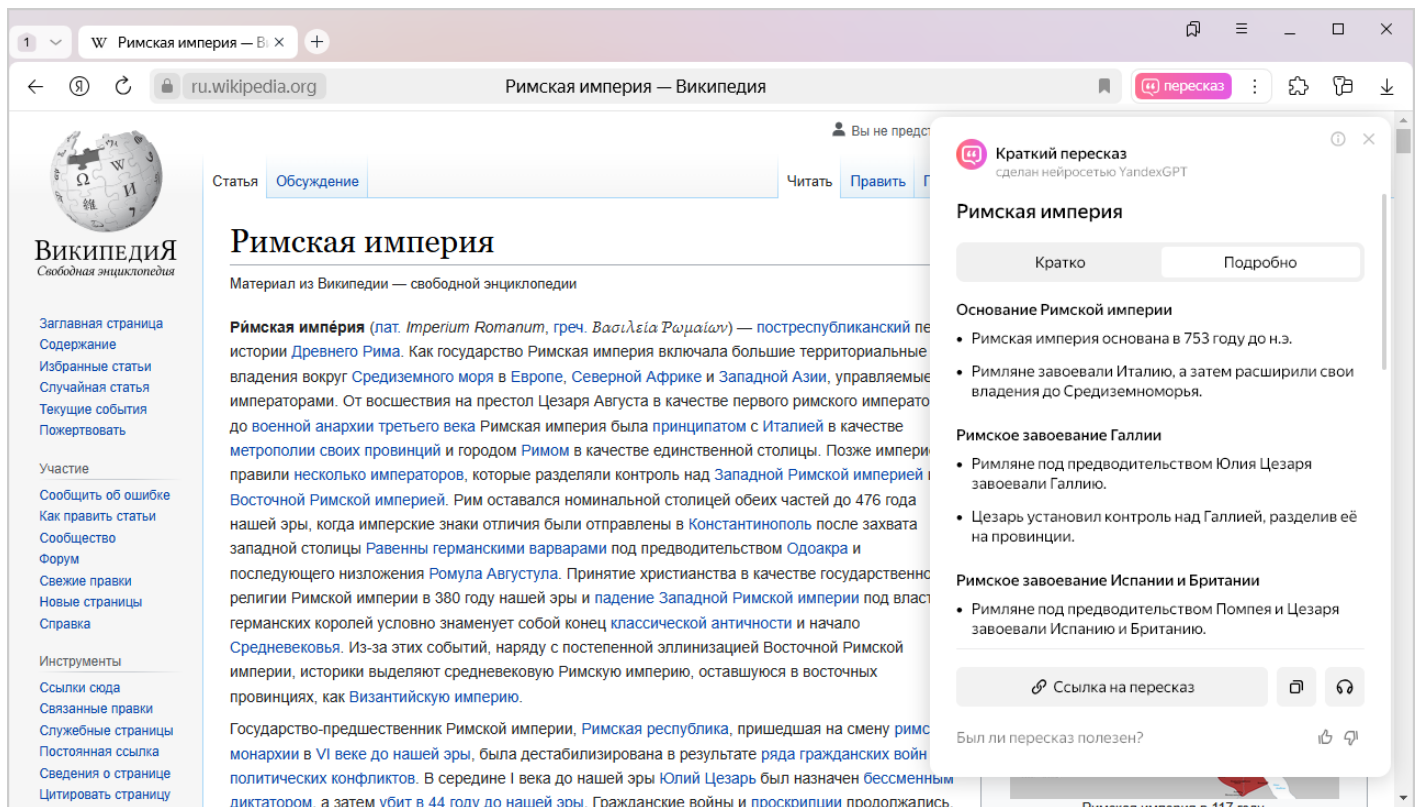 1
W Римская империя — В
ru.wikipedia.org
Римская империя — Википедия
пересказ
Вы не предст
Статья Обсуждение
Читать Править
ВИКИПЕДИЯ
Свободная энциклопедия
Заглавная страница
Содержание
Избранные статьи
Случайная статья
Текущие события
Пожертвовать
Участие
Сообщить об ошибке
Как править статьи
Сообщество
Форум
Свежие правки
Новые страницы
Справка
Инструменты
Ссылки сюда
Связанные правки
Служебные страницы
Постоянная ссылка
Сведения о странице
Цитировать страницу
Римская империя
Материал из Википедии — свободной энциклопедии
Ри́мская импе́рия (лат. Imperium Romanum, греч. Βασιλεία Ῥωμαίων) — постреспубликанский пе
истории Древнего Рима. Как государство Римская империя включала большие территориальные
владения вокруг Средиземного моря в Европе, Северной Африке и Западной Азии, управляемые
императорами. От восшествия на престол Цезаря Августа в качестве первого римского императо
до военной анархии третьего века Римская империя была принципатом с Италией в качестве
метрополии своих провинций и городом Римом в качестве единственной столицы. Позже импери
правили несколько императоров, которые разделяли контроль над Западной Римской империей
Восточной Римской империей. Рим оставался номинальной столицей обеих частей до 476 года
нашей эры, когда имперские знаки отличия были отправлены в Константинополь после захвата
западной столицы Равенны германскими варварами под предводительством Одоакра и
последующего низложения Ромула Августула. Принятие христианства в качестве государственно
религии Римской империи в 380 году нашей эры и падение Западной Римской империи под власт
германских королей условно знаменует собой конец классической античности и начало
Средневековья. Из-за этих событий, наряду с постепенной эллинизацией Восточной Римской
империи, историки выделяют средневековую Римскую империю, оставшуюся в восточных
провинциях, как Византийскую империю.
Государство-предшественник Римской империи, Римская республика, пришедшая на смену римс
монархии в VI веке до нашей эры, была дестабилизирована в результате ряда гражданских войн
политических конфликтов. В середине I века до нашей эры Юлий Цезарь был назначен бессменным
диктатором, а затем убит в 44 году до нашей эры. Гражданские войны и проскрипции продолжались,
Краткий пересказ
сделан нейросетью YandexGPT
Римская империя
Кратко Подробно
Основание Римской империи
• Римская империя основана в 753 году до н.э.
• Римляне завоевали Италию, а затем расширили свои
владения до Средиземноморья.
Римское завоевание Галлии
• Римляне под предводительством Юлия Цезаря
завоевали Галлию.
• Цезарь установил контроль над Галлией, разделив её
на провинции.
Римское завоевание Испании и Британии
• Римляне под предводительством Помпея и Цезаря
завоевали Испанию и Британию.
Ссылка на пересказ
Был ли пересказ полезен?
Римская империя в 117 году